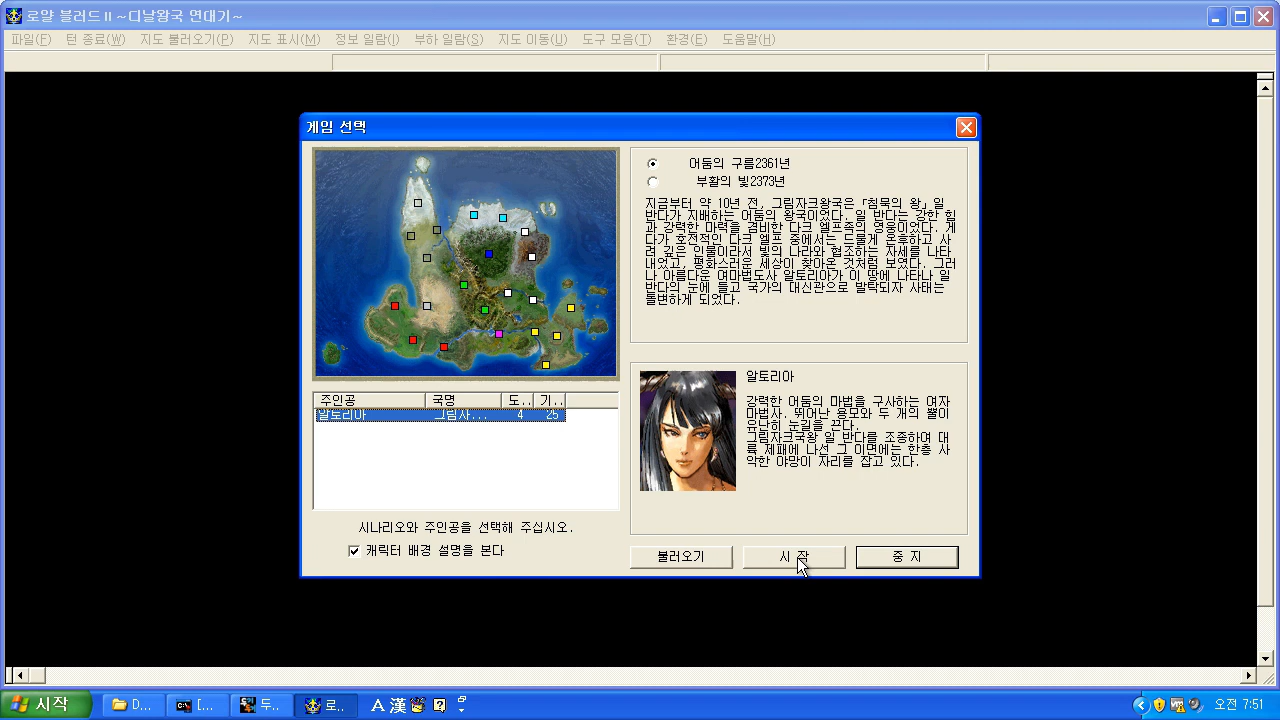 로얄 블러드Ⅱ~디날왕국 연대기~
파일(F) 턴 종료(W) 지도 불러오기(P) 지도 표시(M) 정보 일람(I) 부하 일람(S) 지도 이동(U) 도구 모음(T) 환경(E) 도움말(H)
게임 선택
어둠의 구름2361년
부활의 빛2373년
지금부터 약 10년 전, 그림자크왕국은 「침묵의 왕」일
반다가 지배하는 어둠의 왕국이었다. 일 반다는 강한 힘
과 강력한 마력을 겸비한 다크 엘프족의 영웅이었다. 게
다가 호전적인 다크 엘프 중에서는 드물게 온후하고 사
려 깊은 인물이라서 빛의 나라와 협조하는 자세를 나타
내었고, 평화스러운 세상이 찾아온 것처럼 보였다. 그러
나 아름다운 여마법도사 알토리아가 이 땅에 나타나 일
반다의 눈에 들고 국가의 대신관으로 발탁되자 사태는
돌변하게 되었다.
주인공 국명 도.. 기..
알토리아 그림자... 4 25
시나리오와 주인공을 선택해 주십시오.
캐릭터 배경 설명을 본다
알토리아
강력한 어둠의 마법을 구사하는 여자
마법사. 뛰어난 용모와 두 개의 뿔이
유난히 눈길을 끈다.
그림자크국왕 일 반다를 조종하며 대
륙 제패에 나선 그 이면에는 한층 사
악한 야망이 자리를 잡고 있다.
불러오기 시 작 중 지
시작 D... [... 두.. 로.. A 漢 오전 7:51